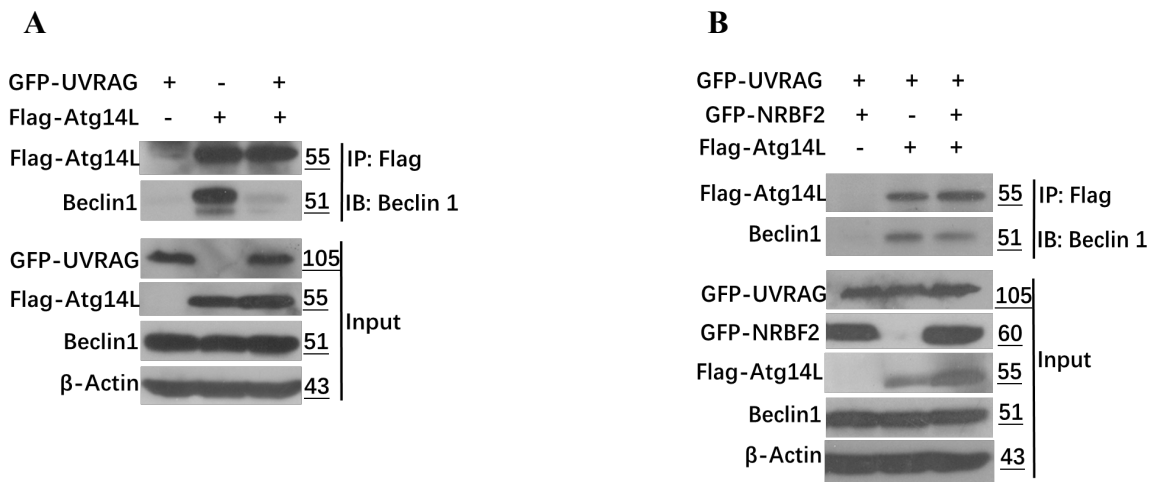 A
GFP-UVRAG + - +
Flag-Atg14L - + +
Flag-Atg14L 55 IP: Flag
Beclin1 51 IB: Beclin 1
GFP-UVRAG 105
Flag-Atg14L 55
Input
Beclin1 51
β-Actin 43
B
GFP-UVRAG + + +
GFP-NRBF2 + - +
Flag-Atg14L - + +
Flag-Atg14L 55 IP: Flag
Beclin1 51 IB: Beclin 1
GFP-UVRAG 105
GFP-NRBF2 60
Input
Flag-Atg14L 55
Beclin1 51
β-Actin 43